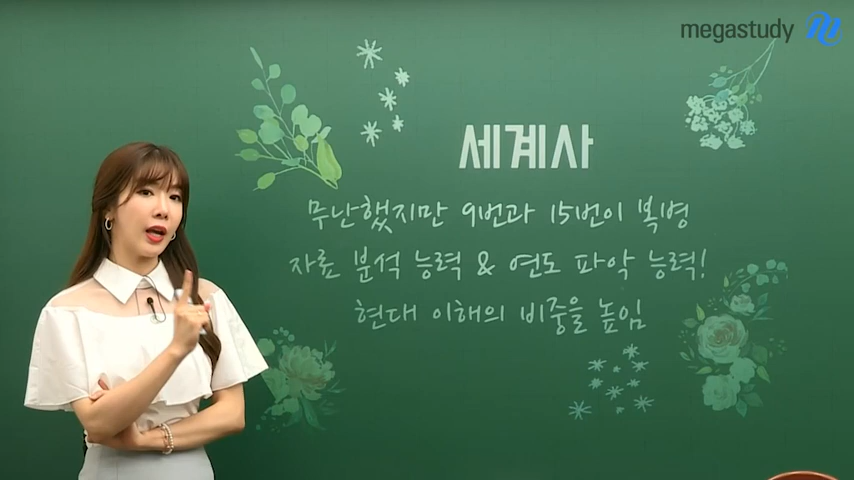 megastudy
세계사
무난했지만 9번과 15번이 복병
자료 분석 능력 & 연도 파악 능력!
현대 이해의 비중을 높임